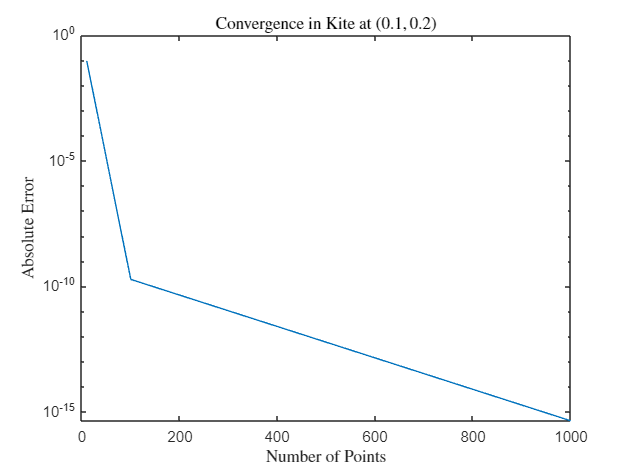 Convergence in Kite at (0.1, 0.2)
10^0
10^-5
10^-10
10^-15
Absolute Error
0 200 400 600 800 1000
Number of Points